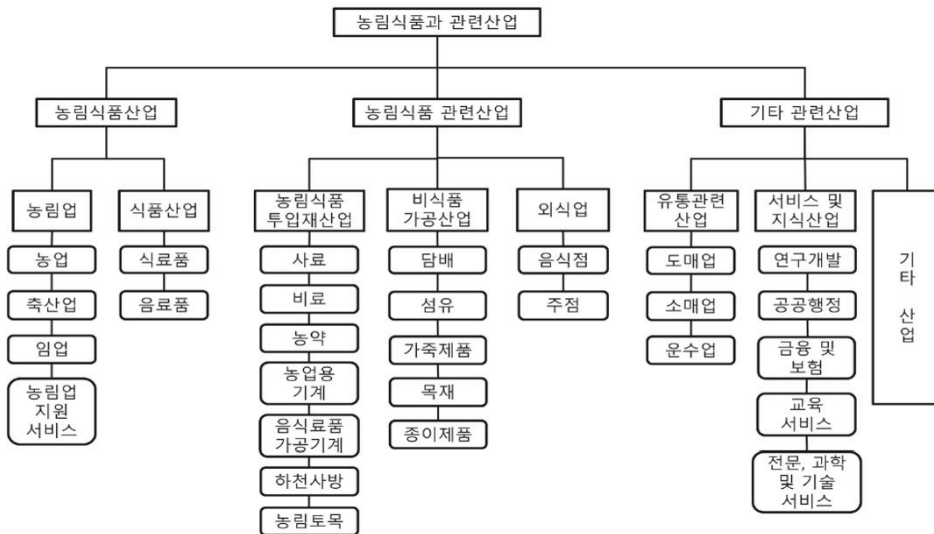 농림식품과 관련산업
농림식품산업
농림식품 관련산업
기타 관련산업
농림업
식품산업
농림식품
투입재산업
비식품
가공산업
외식업
유통관련
산업
서비스 및
지식산업
기
타
산
업
농업
축산업
임업
농림업
지원
서비스
식료품
음료품
사료
비료
농약
농업용
기계
음식료품
가공기계
하천사방
농림토목
담배
섬유
가죽제품
목재
종이제품
음식점
주점
도매업
소매업
운수업
연구개발
공공행정
금융 및
보험
교육
서비스
전문, 과학
및 기술
서비스